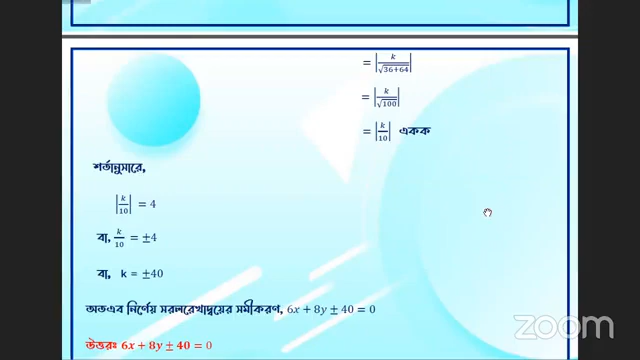 = |k/√(36+64)|
= |k/√100|
= |k/10| একক
শর্তানুসারে,
|k/10| = 4
বা, k/10 = ±4
বা, k = ±40
অতএব নির্ণেয় সরলরেখাদ্বয়ের সমীকরণ, 6x + 8y ± 40 = 0
উত্তরঃ 6x + 8y ± 40 = 0
zoom